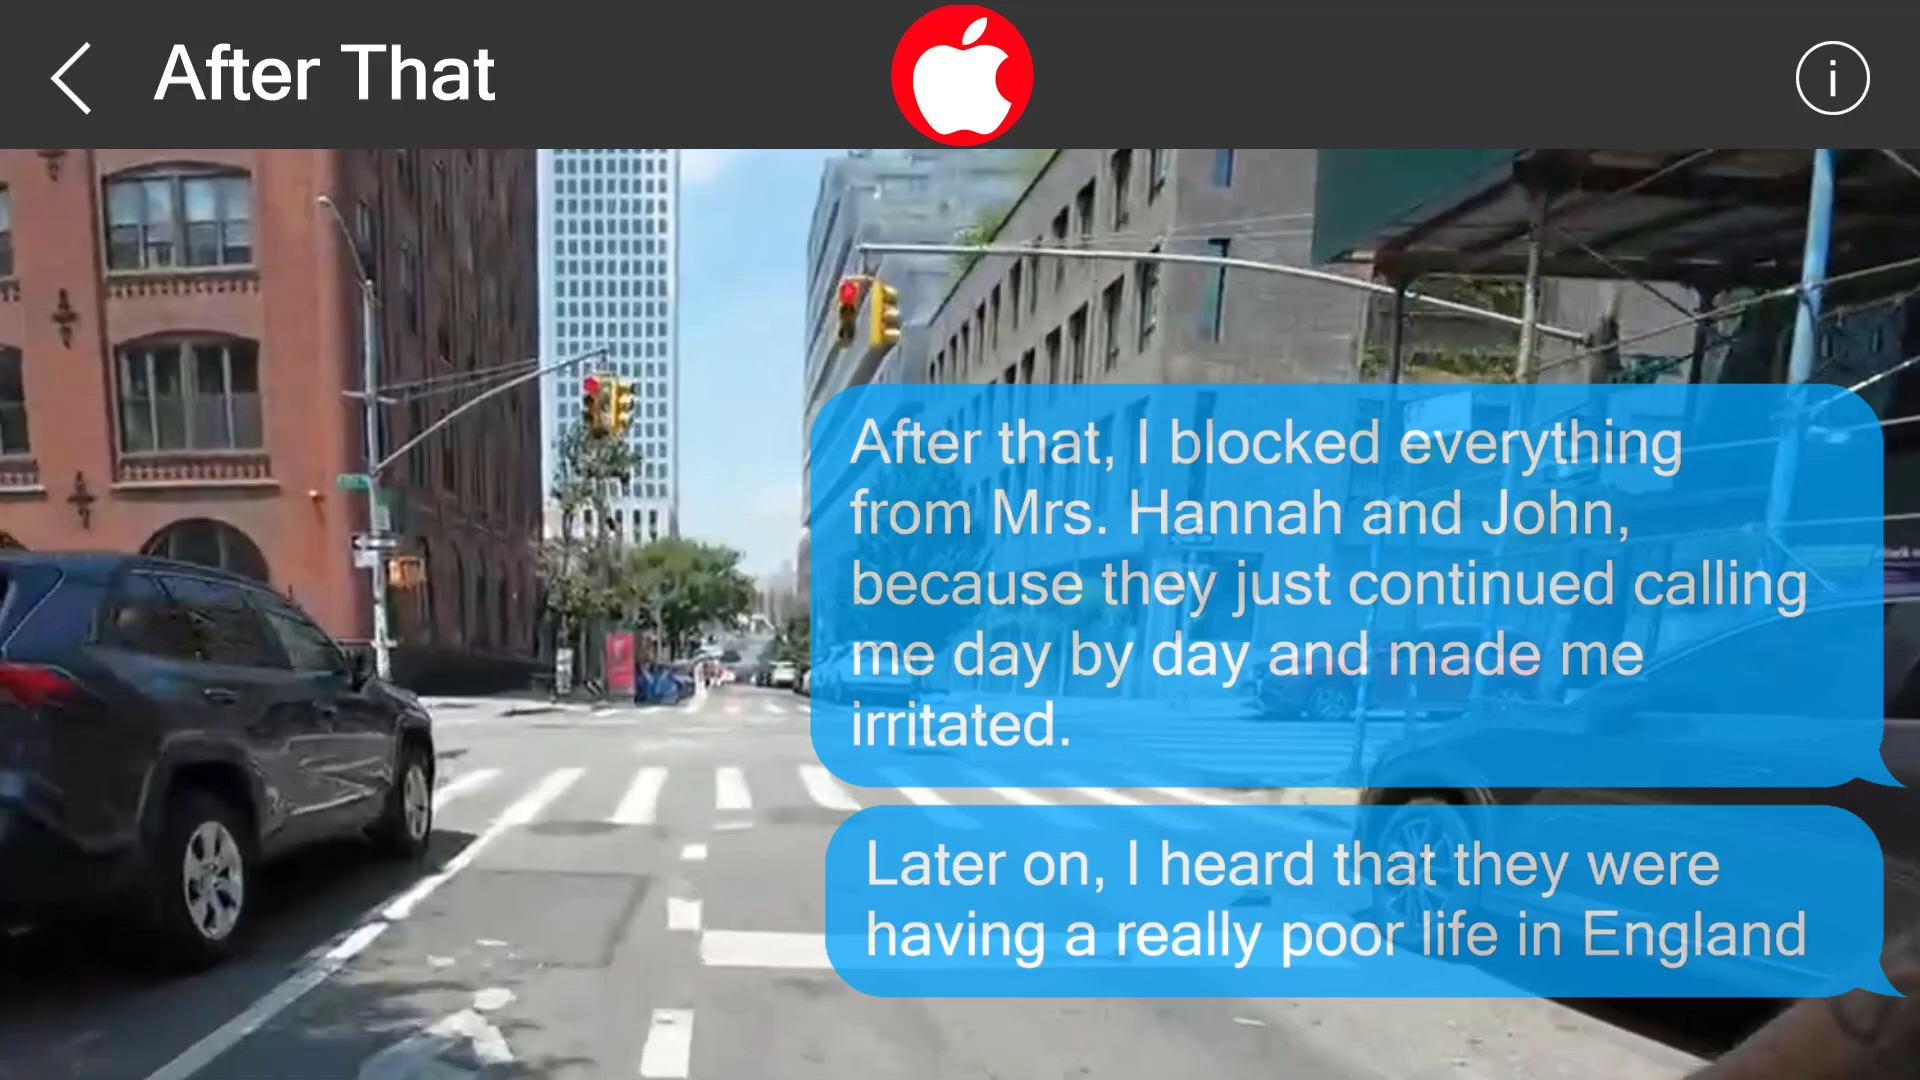 After That
After that, I blocked everything
from Mrs. Hannah and John,
because they just continued calling
me day by day and made me
irritated.
Later on, I heard that they were
having a really poor life in England